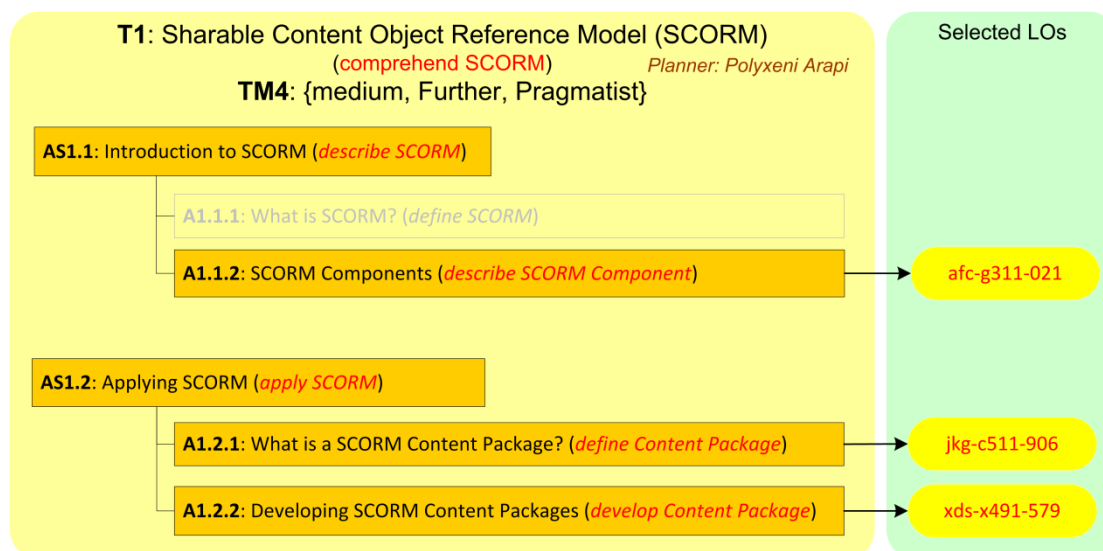 T1: Sharable Content Object Reference Model (SCORM)
(comprehend SCORM)
Planner: Polyxeni Arapi
TM4: {medium, Further, Pragmatist}
Selected LOs
AS1.1: Introduction to SCORM (describe SCORM)
A1.1.1: What is SCORM? (define SCORM)
A1.1.2: SCORM Components (describe SCORM Component)
afc-g311-021
AS1.2: Applying SCORM (apply SCORM)
A1.2.1: What is a SCORM Content Package? (define Content Package)
jkg-c511-906
A1.2.2: Developing SCORM Content Packages (develop Content Package)
xds-x491-579